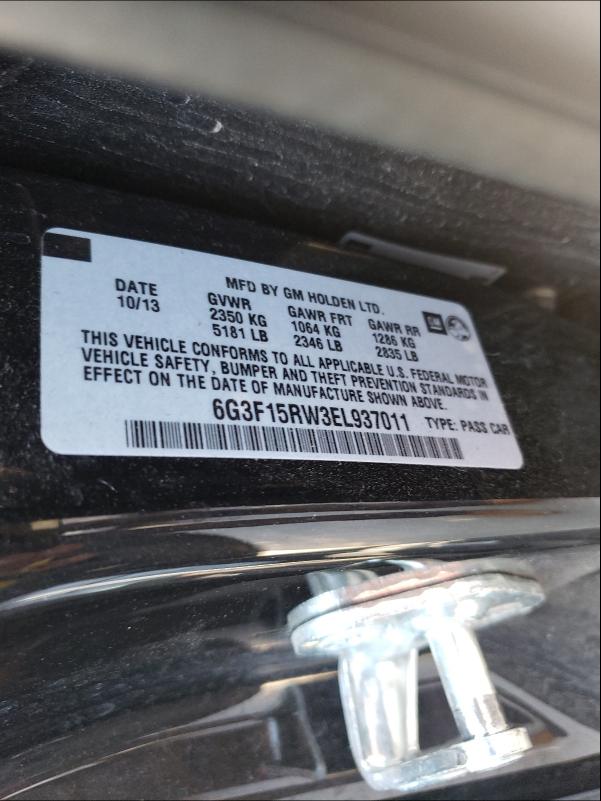 MFD BY GM HOLDEN LTD.
DATE GVWR GAWR FRT GAWR RR
10/13 2350 KG 1064 KG 1286 KG
5181 LB 2346 LB 2835 LB
THIS VEHICLE CONFORMS TO ALL APPLICABLE U.S. FEDERAL MOTOR
VEHICLE SAFETY, BUMPER AND THEFT PREVENTION STANDARDS IN
EFFECT ON THE DATE OF MANUFACTURE SHOWN ABOVE.
6G3F15RW3EL937011 TYPE: PASS CAR
GM